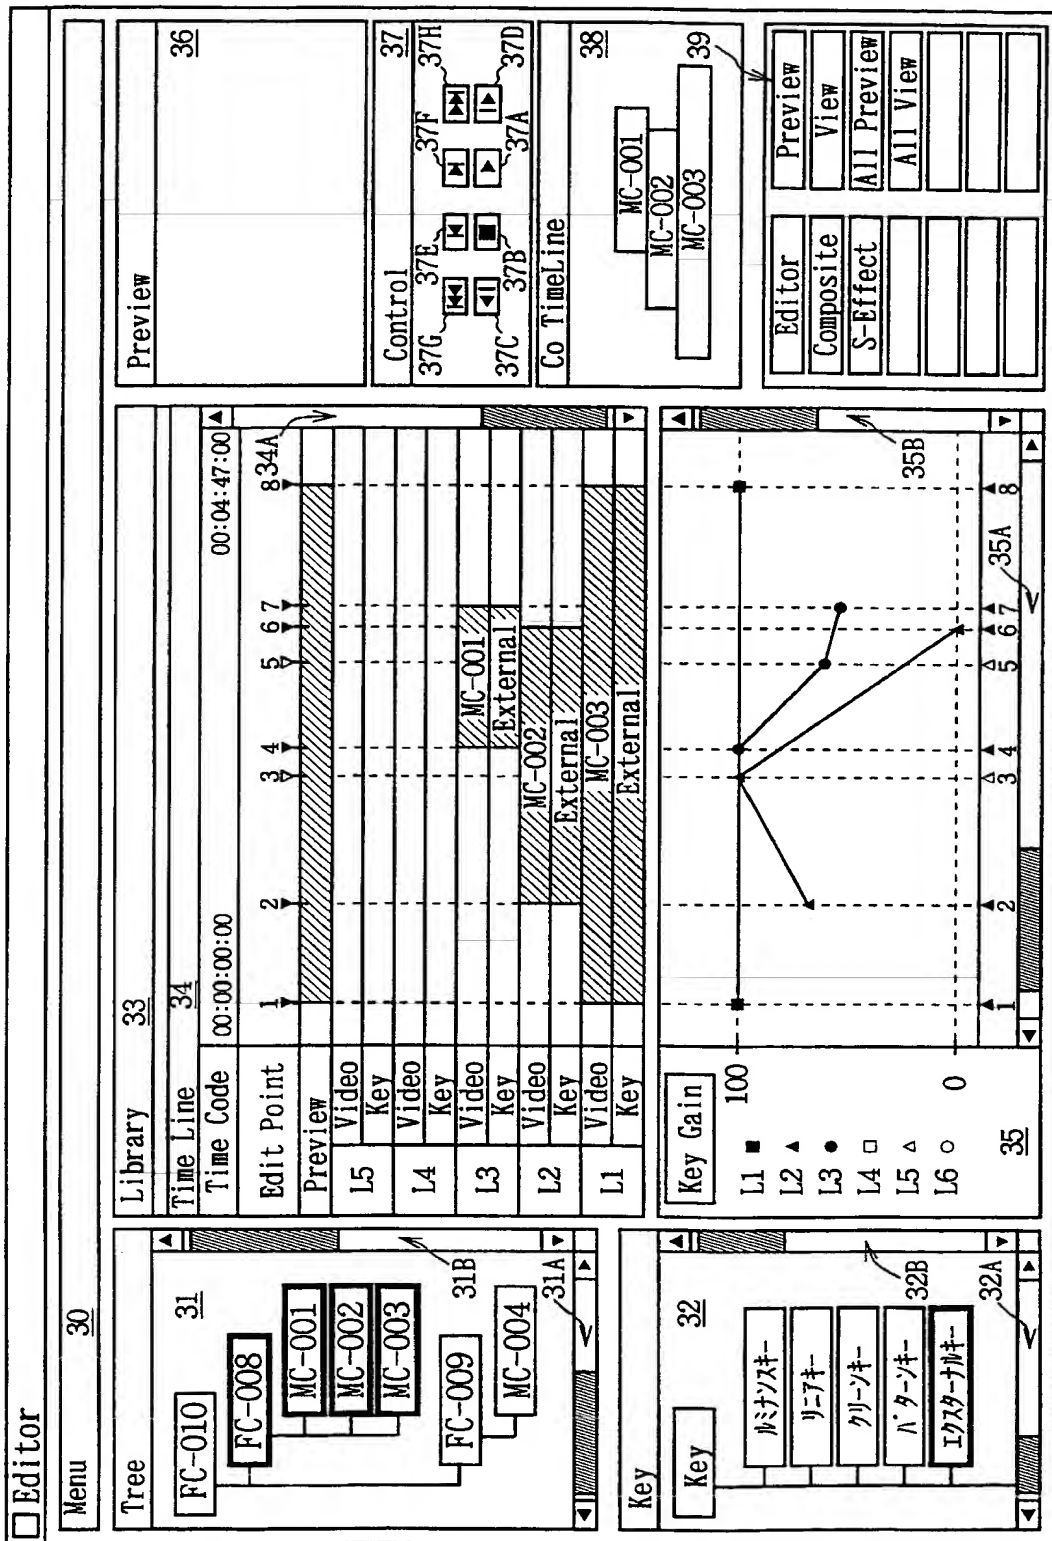 □Editor
Menu 30
Tree
31
FC-010
FC-008
MC-001
MC-002
MC-003
FC-009
MC-004
31B
31A
Key
32
Key
ルミナンスキー
リニアキー
クリーンキー
パターンキー
エクスターナルキー
32B
32A
Library 33
Time Line 34
Time Code 00:00:00:00 00:04:47:00
Edit Point 1 2 3 4 5 6 7 8
34A
Preview
L5 Video
Key
L4 Video
Key
L3 Video MC-001
Key External
L2 Video MC-002
Key External
L1 Video MC-003
Key External
Key Gain
100
0
L1 ■
L2 ▲
L3 ●
L4 □
L5 △
L6 ○
35
1 2 3 4 5 6 7 8
35B
35A
Preview
36
Control 37
37G 37E 37F 37H
37C 37B 37A 37D
Co TimeLine 38
MC-001
MC-002
MC-003
39
Editor Preview
Composite View
S-Effect All Preview
All View